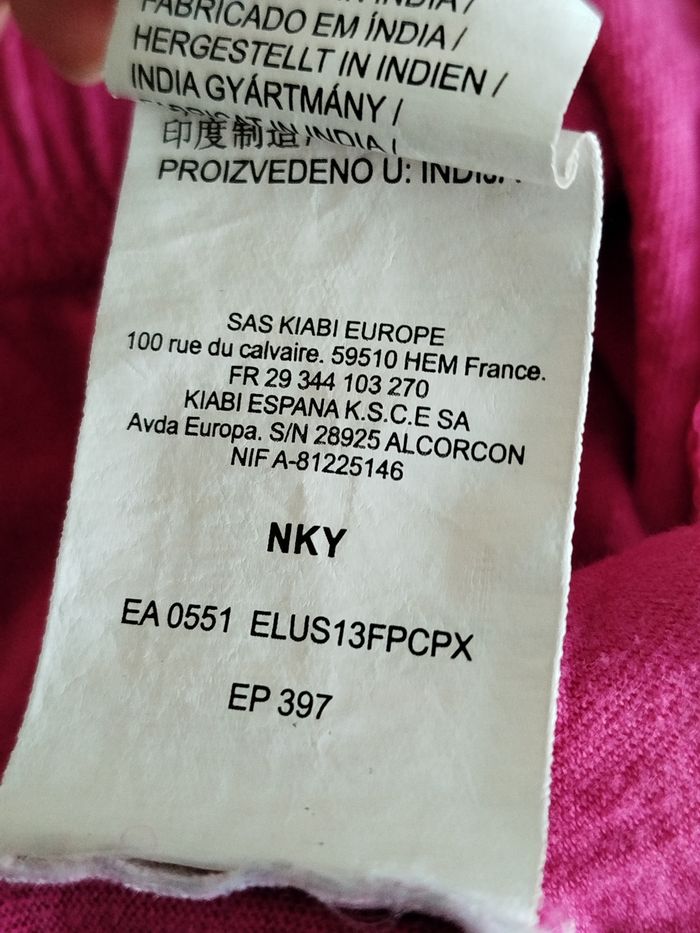 FABRICADO EM ÍNDIA /
HERGESTELLT IN INDIEN /
INDIA GYÁRTMÁNY /
印度制造/ INDIA /
PROIZVEDENO U:
SAS KIABI EUROPE
100 rue du calvaire. 59510 HEM France.
FR 29 344 103 270
KIABI ESPANA K.S.C.E SA
Avda Europa. S/N 28925 ALCORCON
NIF A-81225146
NKY
EA 0551 ELUS13FPCPX
EP 397